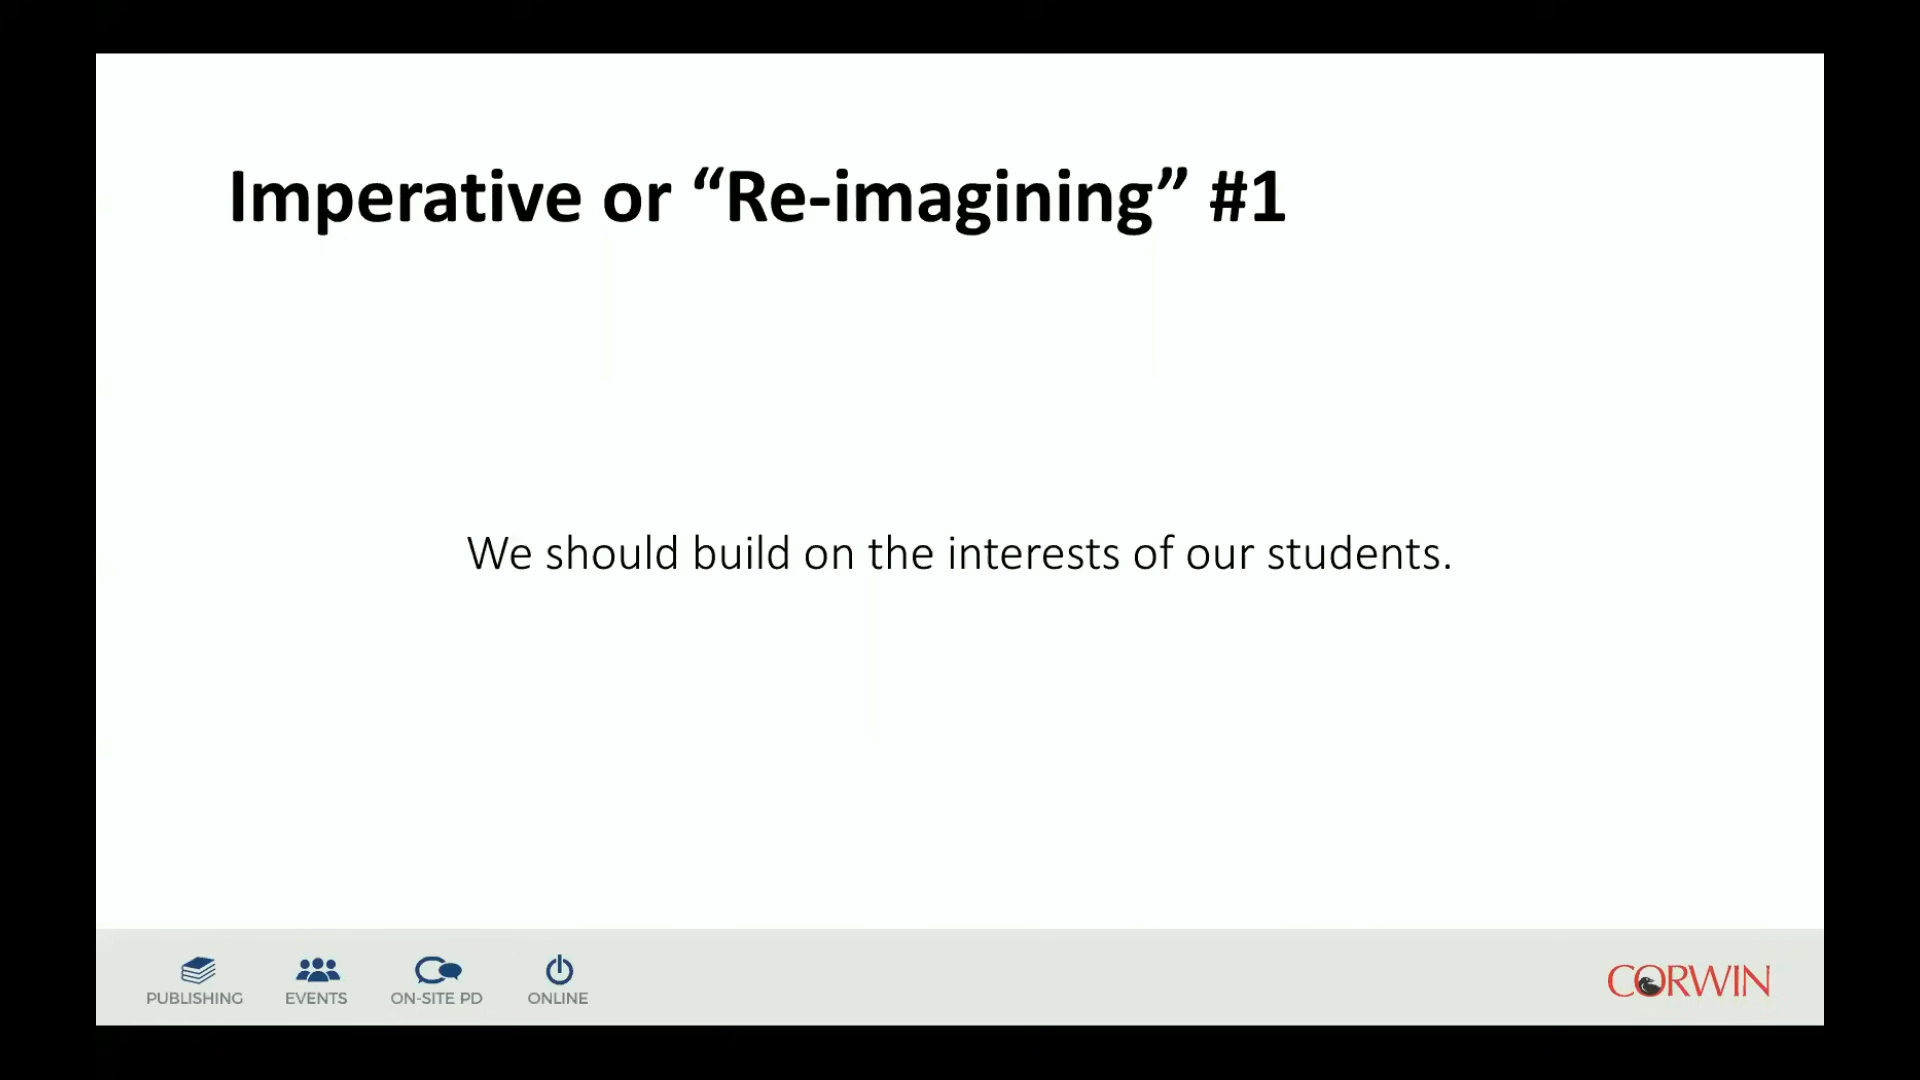 Imperative or “Re-imagining” #1
We should build on the interests of our students.
PUBLISHING
EVENTS
ON-SITE PD
ONLINE
CORWIN